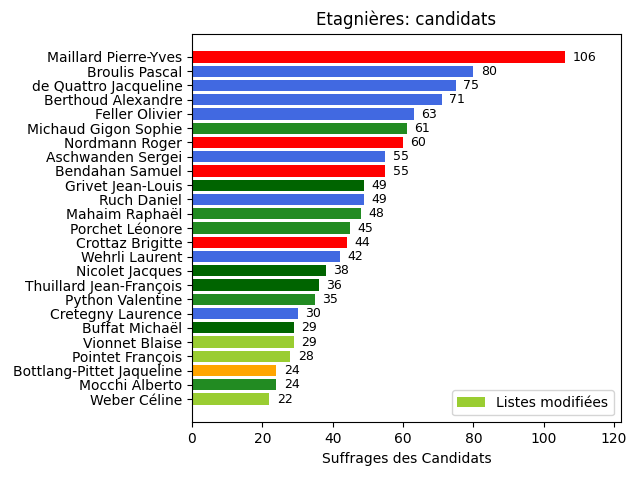 Etagnières: candidats
Maillard Pierre-Yves 106
Broulis Pascal 80
de Quattro Jacqueline 75
Berthoud Alexandre 71
Feller Olivier 63
Michaud Gigon Sophie 61
Nordmann Roger 60
Aschwanden Sergei 55
Bendahan Samuel 55
Grivet Jean-Louis 49
Ruch Daniel 49
Mahaim Raphaël 48
Porchet Léonore 45
Crottaz Brigitte 44
Wehrli Laurent 42
Nicolet Jacques 38
Thuillard Jean-François 36
Python Valentine 35
Cretegny Laurence 30
Buffat Michaël 29
Vionnet Blaise 29
Pointet François 28
Bottlang-Pittet Jaqueline 24
Mocchi Alberto 24
Weber Céline 22
Listes modifiées
0 20 40 60 80 100 120
Suffrages des Candidats